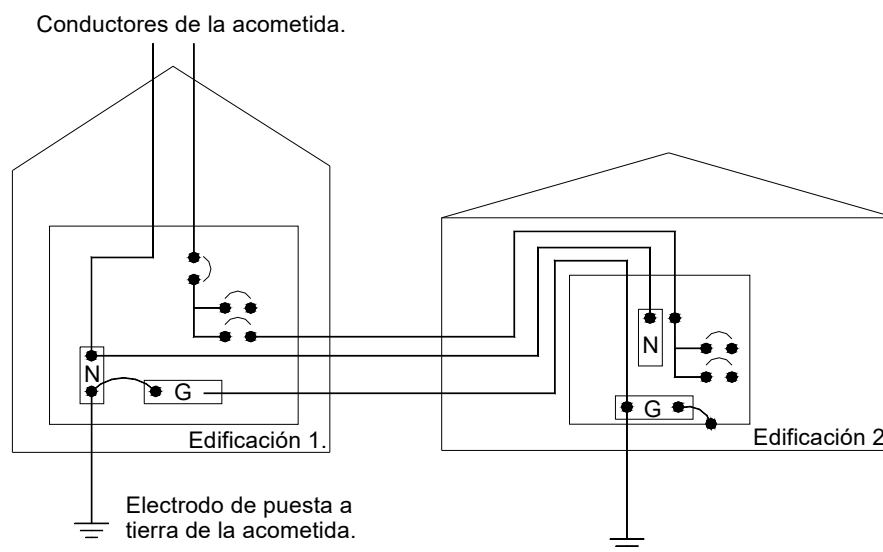 Conductores de la acometida.
N
N
G
G
Edificación 1.
Edificación 2
Electrodo de puesta a
tierra de la acometida.